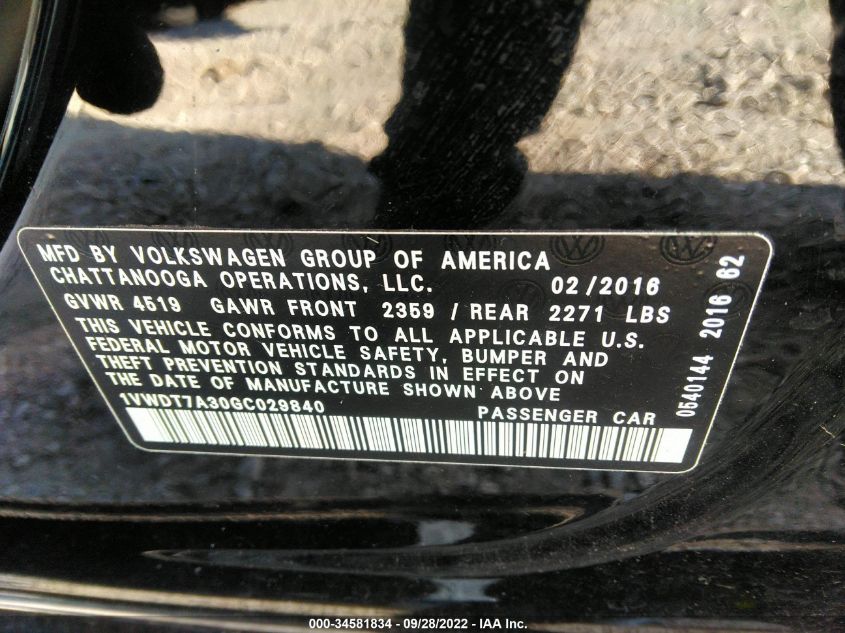 MFD BY VOLKSWAGEN GROUP OF AMERICA
CHATTANOOGA OPERATIONS, LLC. 02/2016
GVWR 4519 GAWR FRONT 2359 / REAR 2271 LBS
THIS VEHICLE CONFORMS TO ALL APPLICABLE U.S.
FEDERAL MOTOR VEHICLE SAFETY, BUMPER AND
THEFT PREVENTION STANDARDS IN EFFECT ON
THE DATE OF MANUFACTURE SHOWN ABOVE
1VWDT7A30GC029840 PASSENGER CAR
0540144 2016 62
000-34581834 - 09/28/2022 - IAA Inc.